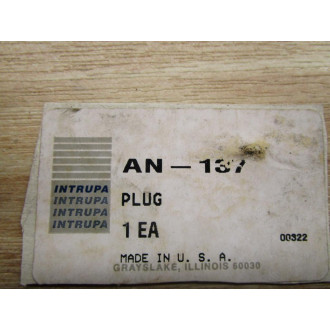 AN-137
INTRUPA
INTRUPA
INTRUPA
INTRUPA
PLUG
1 EA
00322
MADE IN U. S. A.
GRAYSLAKE, ILLINOIS 60030